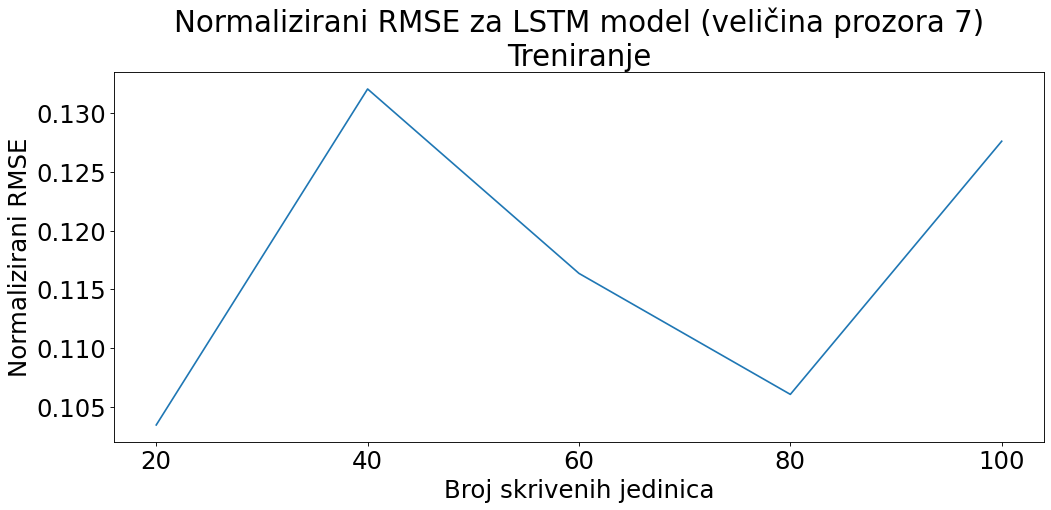 Normalizirani RMSE za LSTM model (veličina prozora 7)
Treniranje
Normalizirani RMSE
0.130
0.125
0.120
0.115
0.110
0.105
20 40 60 80 100
Broj skrivenih jedinica